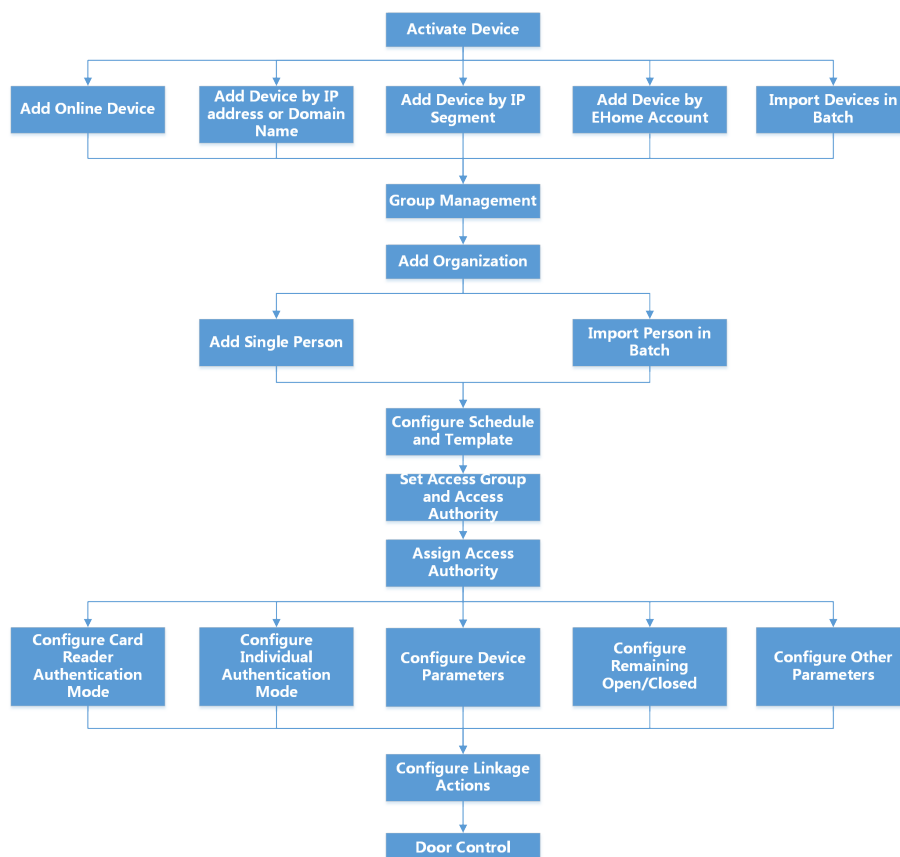 Activate Device
Add Online Device
Add Device by IP
address or Domain
Name
Add Device by IP
Segment
Add Device by
EHome Account
Import Devices in
Batch
Group Management
Add Organization
Add Single Person
Import Person in
Batch
Configure Schedule
and Template
Set Access Group
and Access
Authority
Assign Access
Authority
Configure Card
Reader
Authentication
Mode
Configure
Individual
Authentication
Mode
Configure Device
Parameters
Configure
Remaining
Open/Closed
Configure Other
Parameters
Configure Linkage
Actions
Door Control